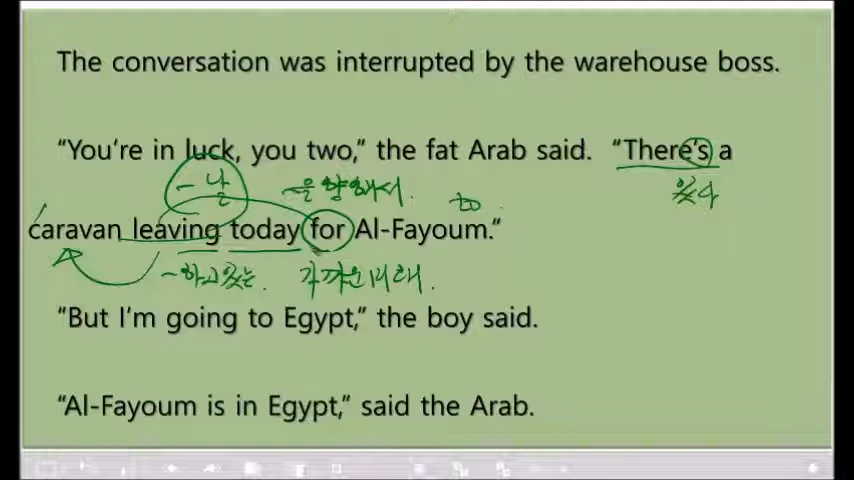 The conversation was interrupted by the warehouse boss.
“You’re in luck, you two,” the fat Arab said. “There’s a
-날 -을 향해서. to 있다
caravan leaving today for Al-Fayoum.”
-하고있는. 가까운미래.
“But I’m going to Egypt,” the boy said.
“Al-Fayoum is in Egypt,” said the Arab.